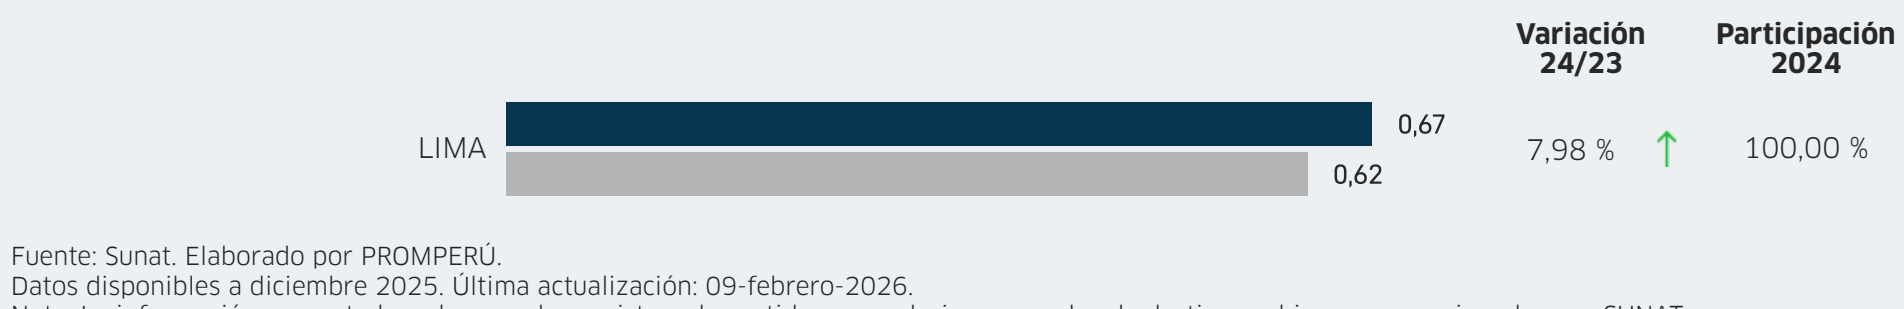 Variación
24/23
Participación
2024
LIMA
0,67
0,62
7,98 %
100,00 %
Fuente: Sunat. Elaborado por PROMPERÚ.
Datos disponibles a diciembre 2025. Última actualización: 09-febrero-2026.